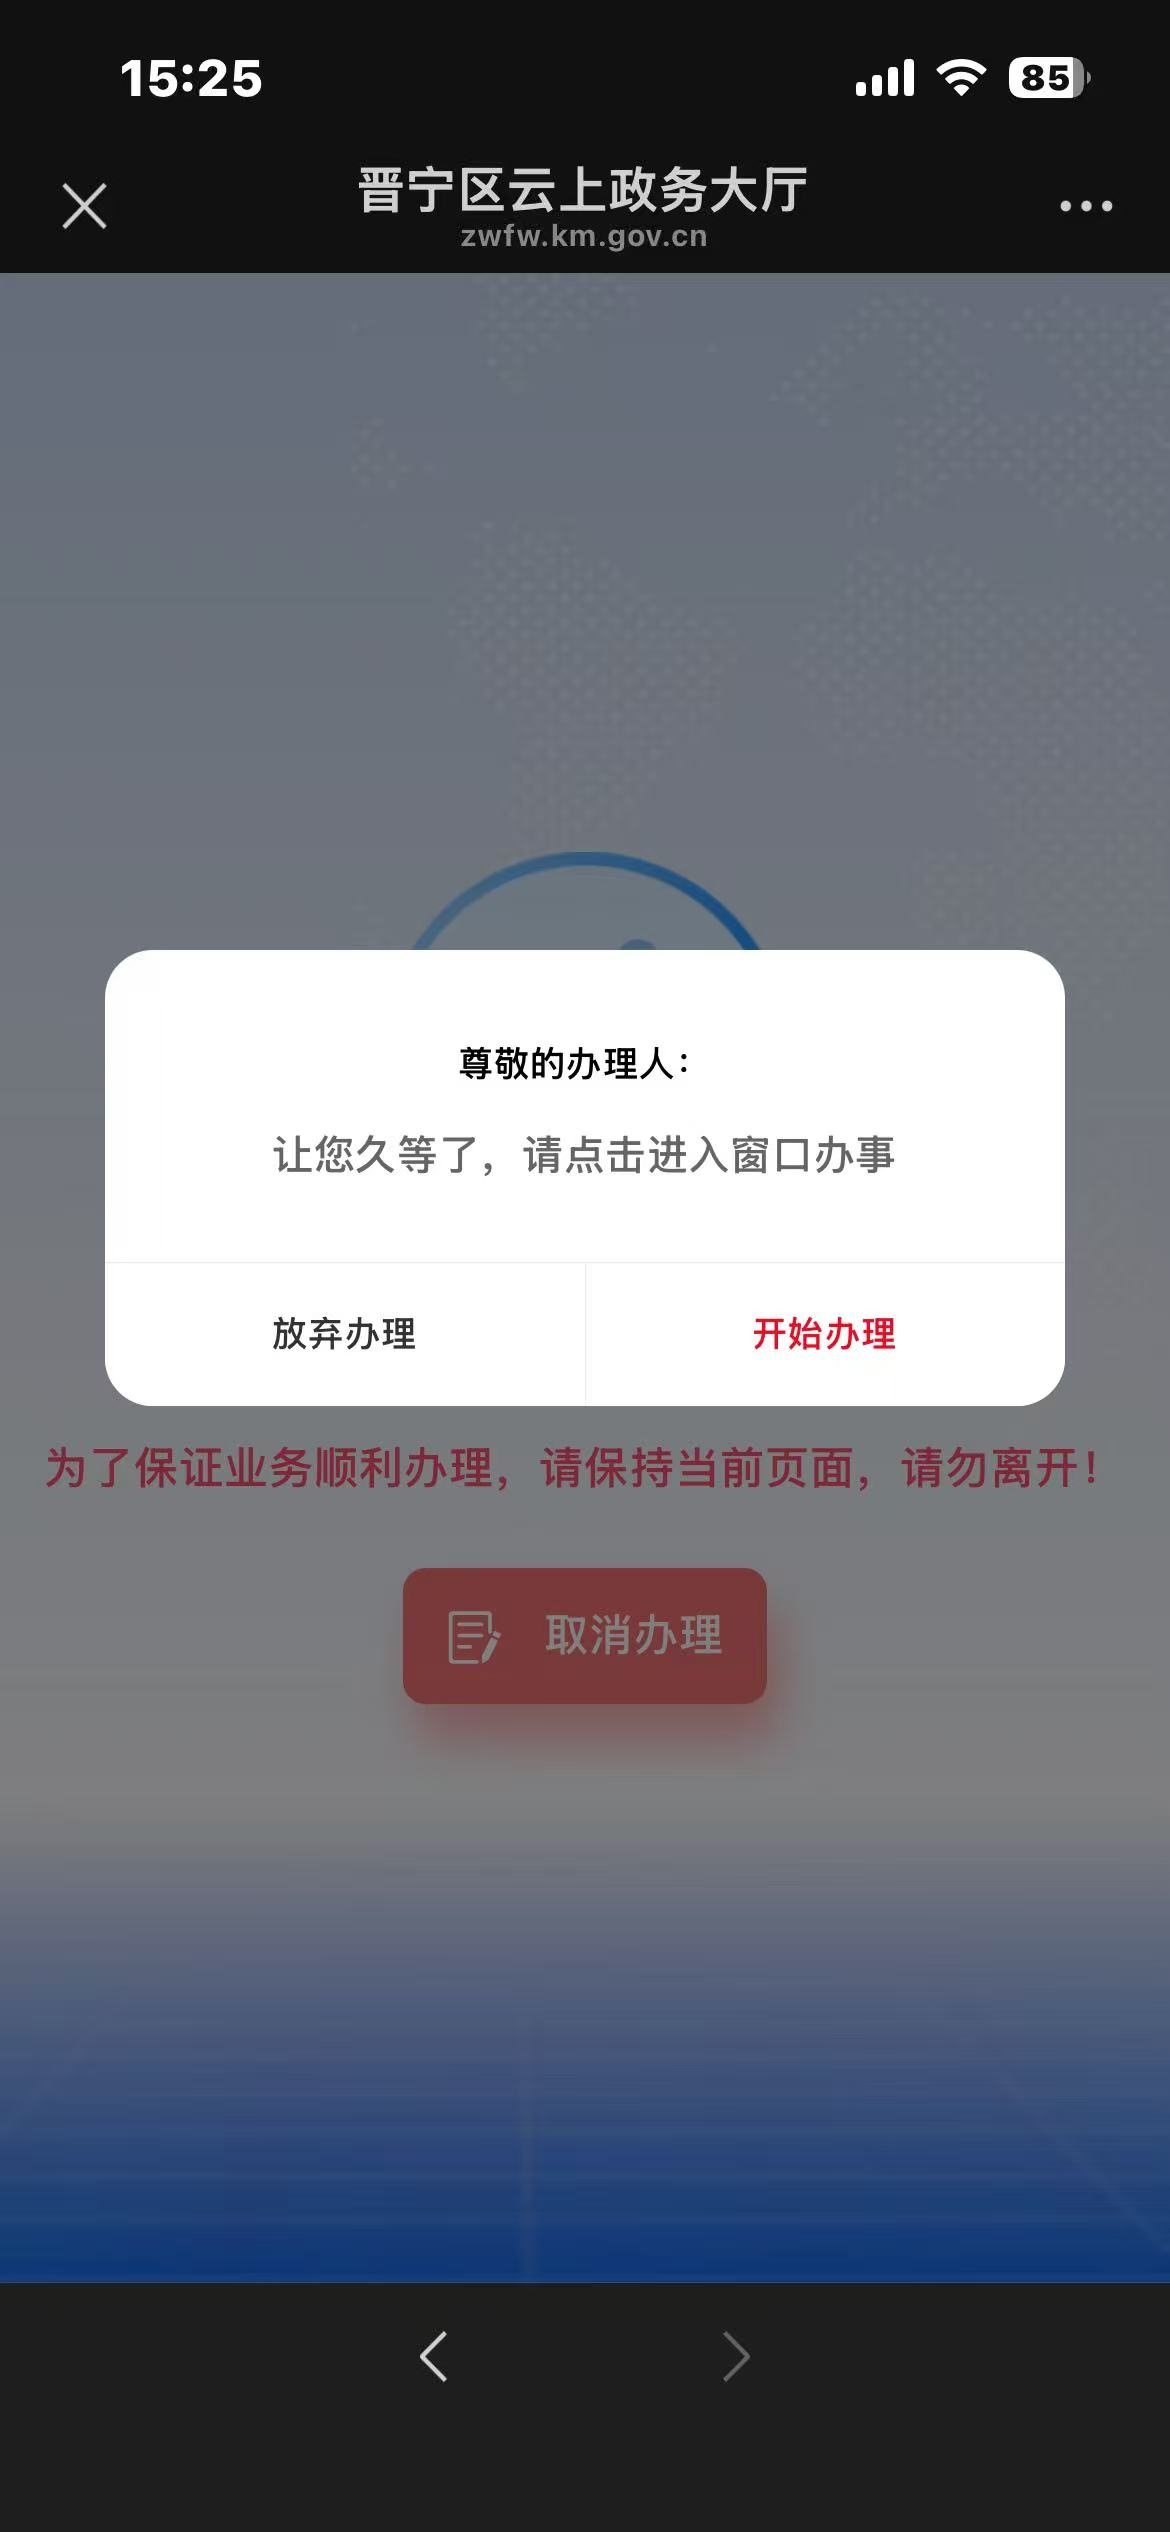 15:25
85
晋宁区云上政务大厅
zwfw.km.gov.cn
尊敬的办理人：
让您久等了，请点击进入窗口办事
放弃办理
开始办理
为了保证业务顺利办理，请保持当前页面，请勿离开！
取消办理